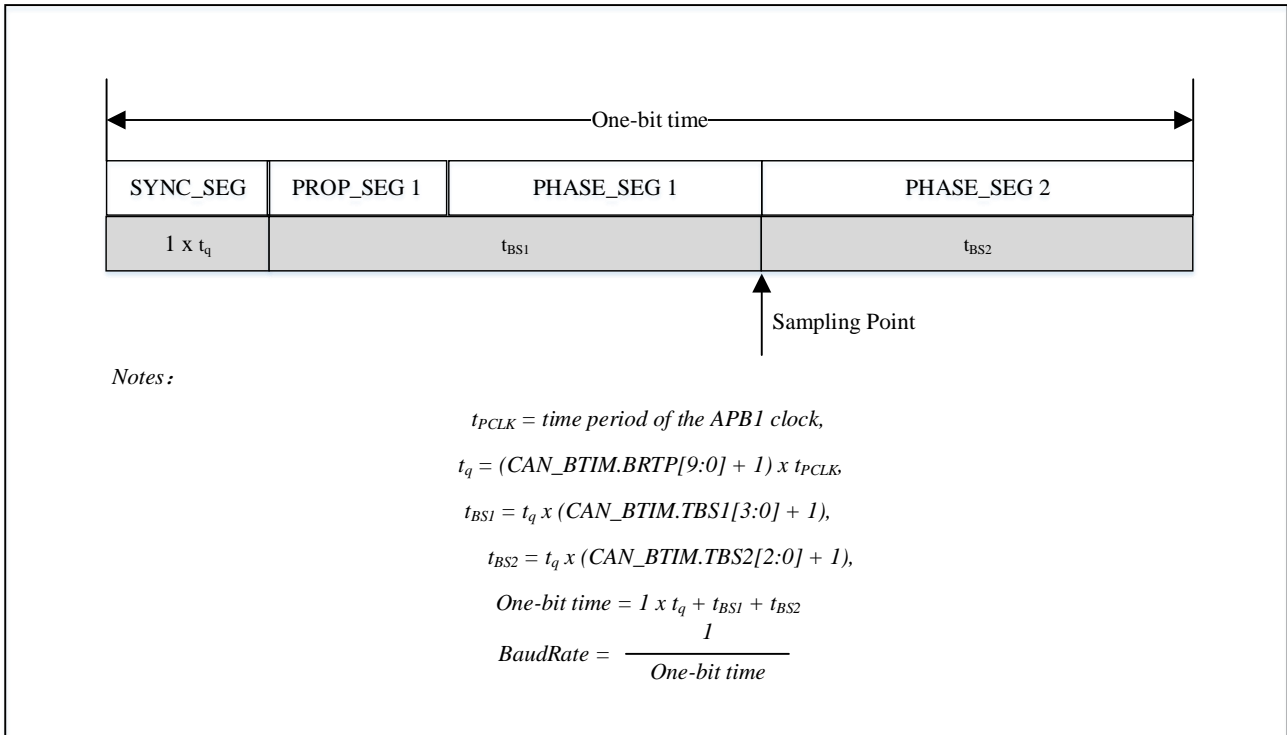 One-bit time
SYNC_SEG PROP_SEG 1 PHASE_SEG 1 PHASE_SEG 2
1 x tq tBS1 tBS2
Sampling Point
Notes：
tPCLK = time period of the APB1 clock,
tq = (CAN_BTIM.BRTP[9:0] + 1) x tPCLK,
tBS1 = tq x (CAN_BTIM.TBS1[3:0] + 1),
tBS2 = tq x (CAN_BTIM.TBS2[2:0] + 1),
One-bit time = 1 x tq + tBS1 + tBS2
1
BaudRate =
One-bit time